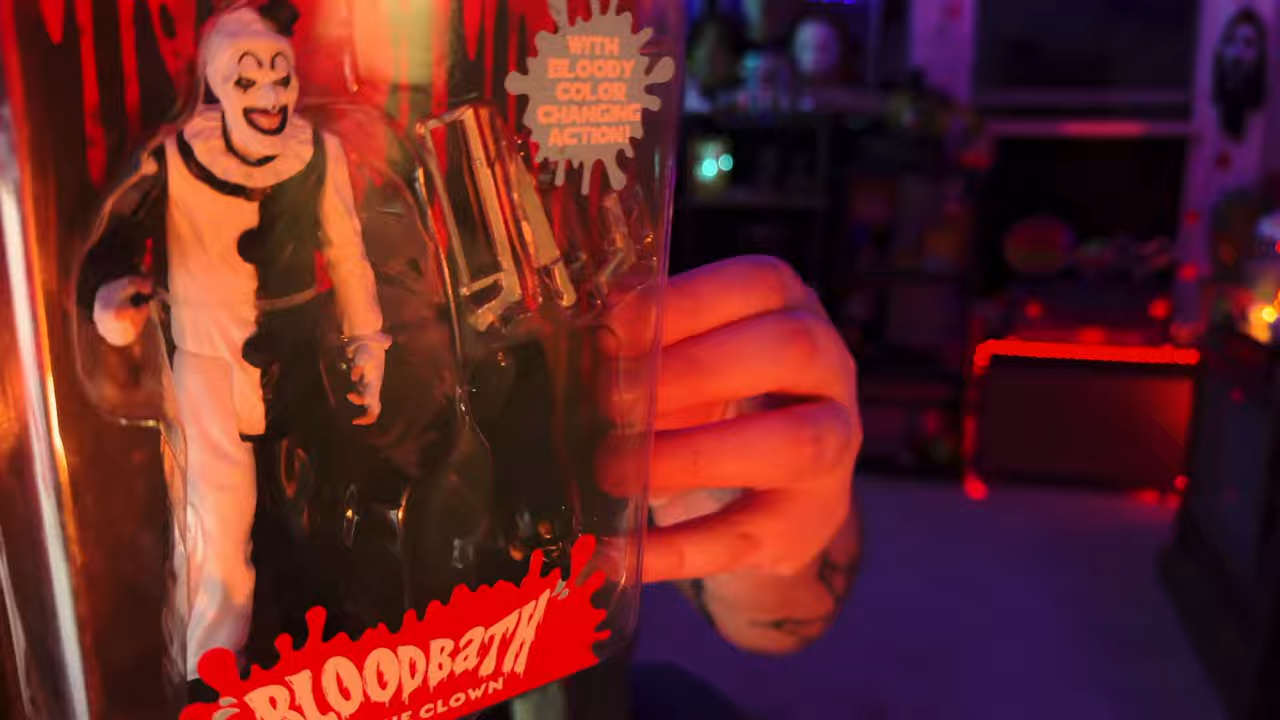 WITH
BLOODY
COLOR
CHANGING
ACTION!
BLOODBATH
CLOWN